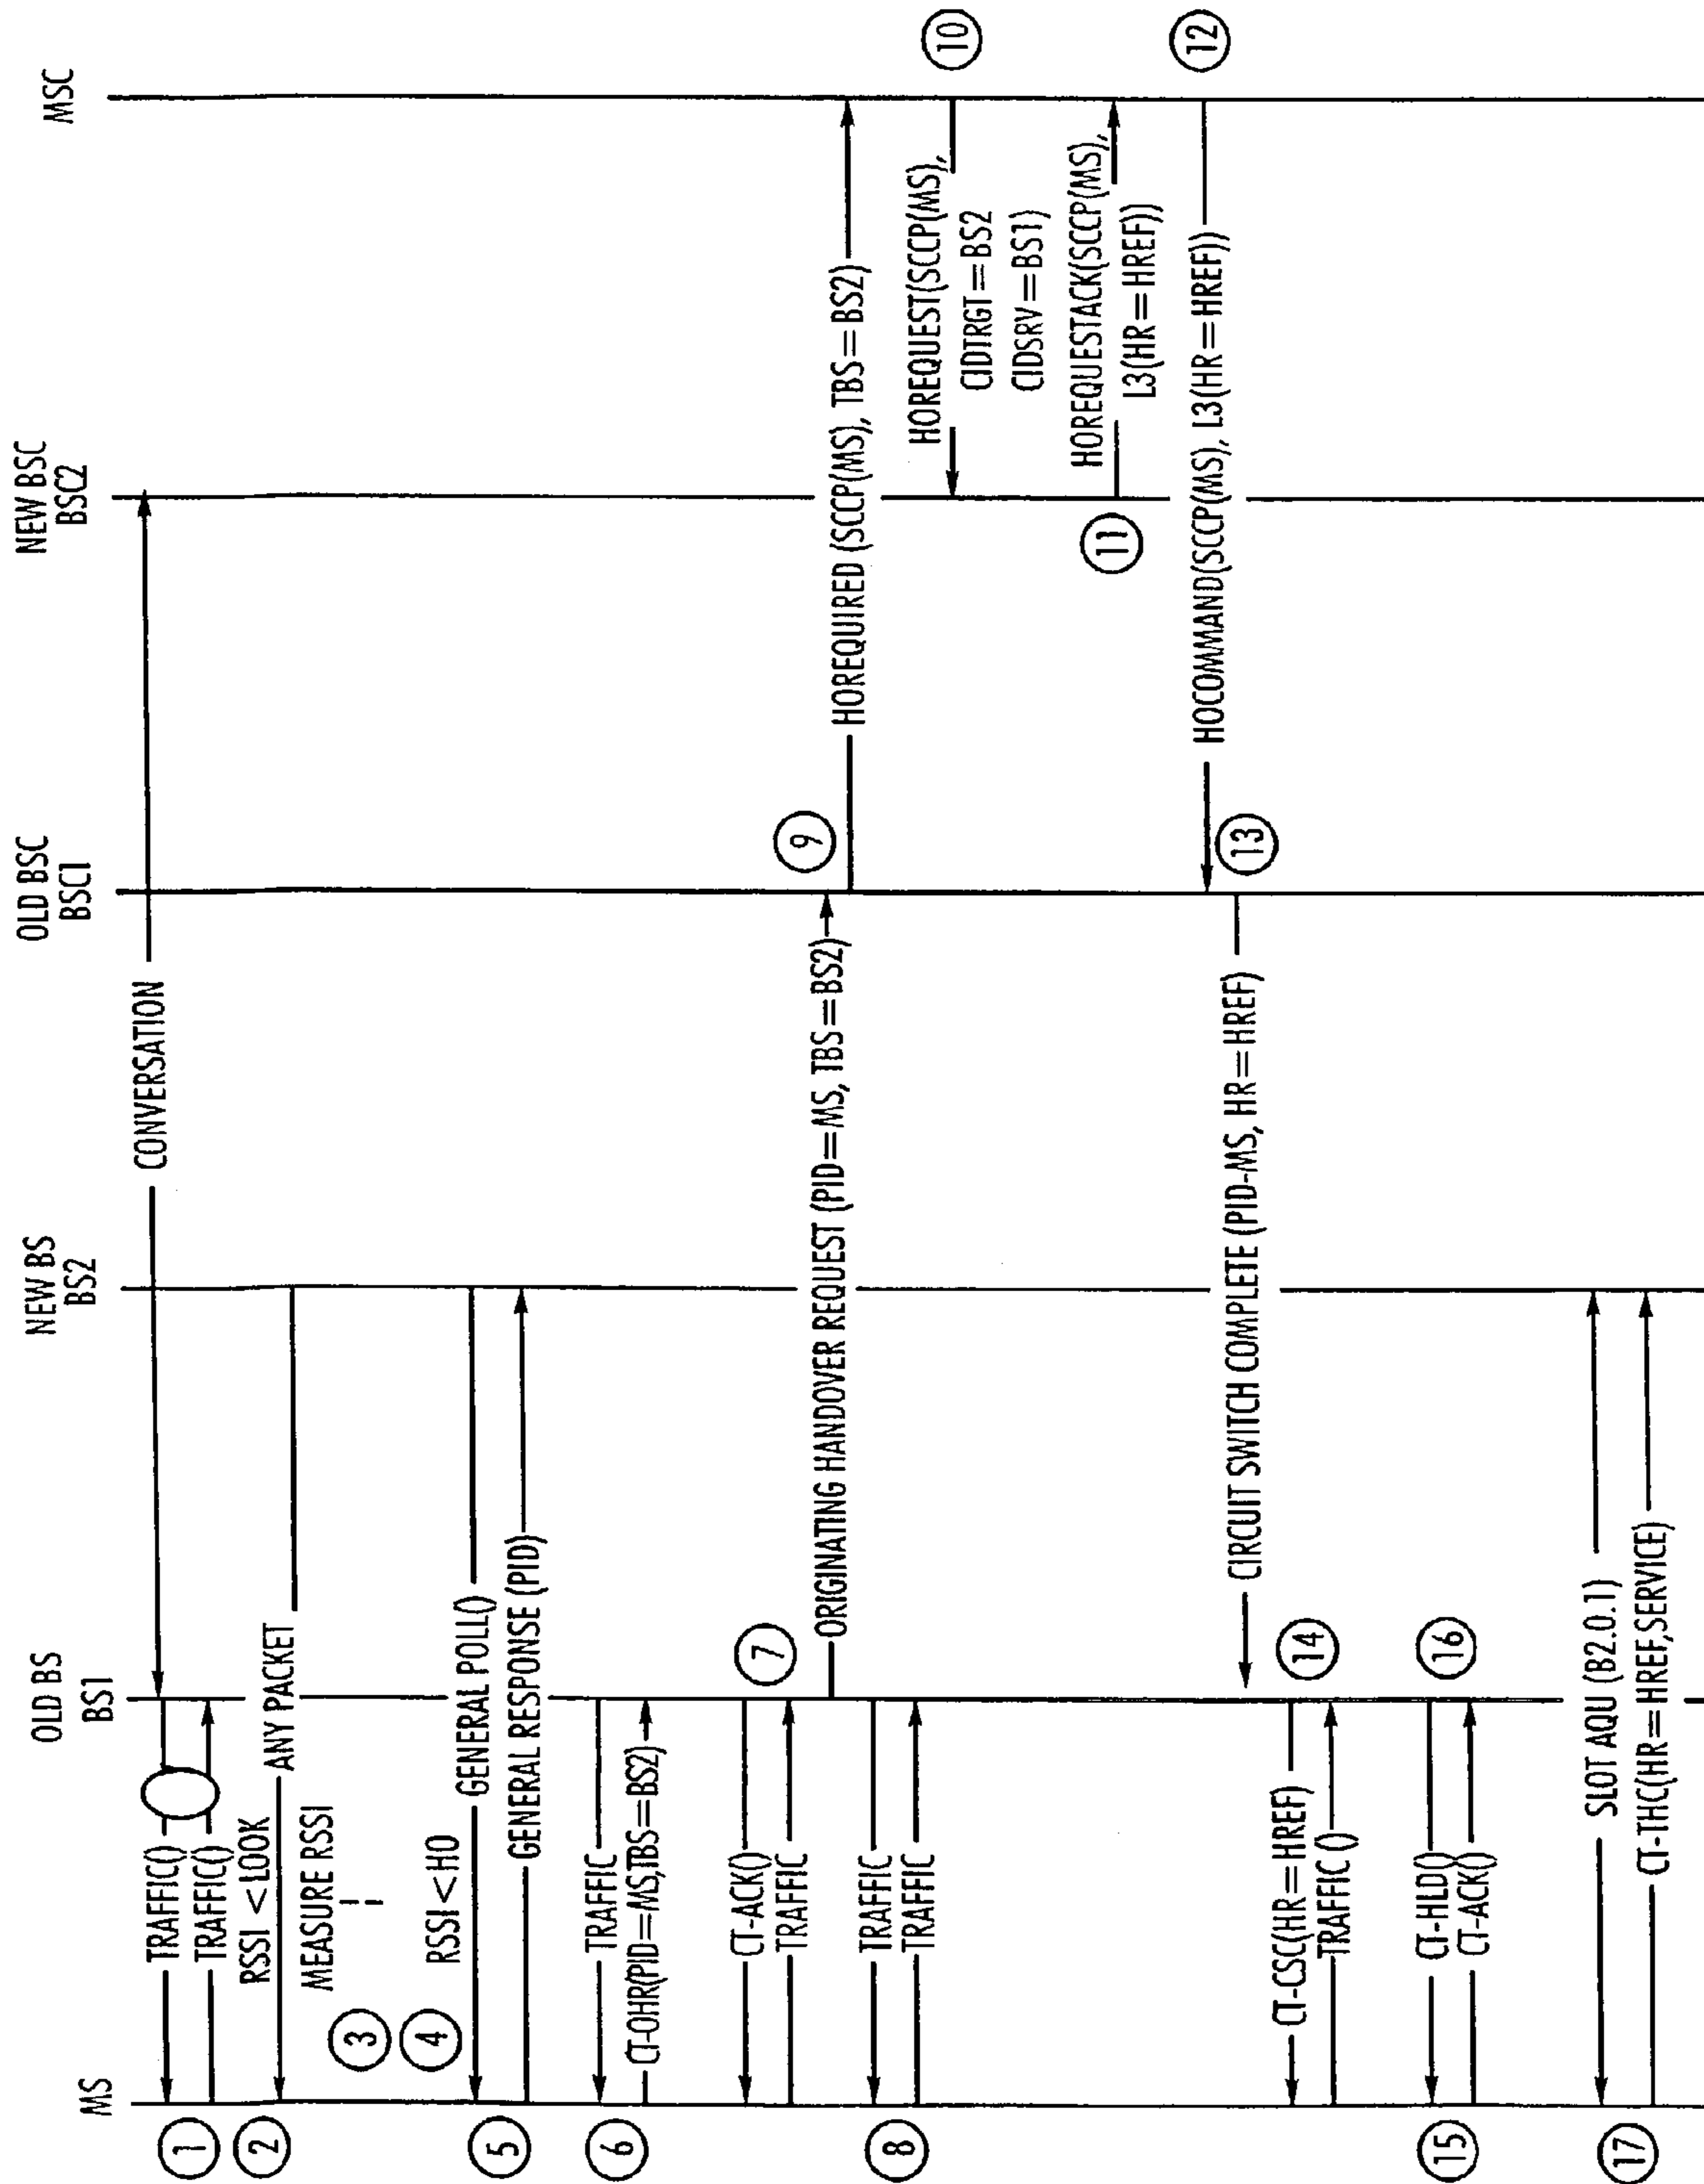 MS
OLD BS
BS1
NEW BS
BS2
OLD BSC
BSC1
NEW BSC
BSC2
MSC
CONVERSATION
1
TRAFFIC()
TRAFFIC()
2
RSSI < LOOK
ANY PACKET
MEASURE RSSI
3
4
RSSI < HO
5
GENERAL POLL()
GENERAL RESPONSE (PID)
6
TRAFFIC
CT-OHR(PID=MS,TBS=BS2)
7
CT-ACK()
TRAFFIC
ORIGINATING HANDOVER REQUEST (PID=MS, TBS=BS2)
9
HOREQUIRED (SCCP(MS), TBS=BS2)
8
TRAFFIC
TRAFFIC
10
HOREQUEST(SCCP(MS),
CIDTRGT=BS2
CIDSRV=BS1)
11
HOREQUESTACK(SCCP(MS),
L3(HR=HREF))
12
HOCOMMAND(SCCP(MS), L3(HR=HREF))
13
CIRCUIT SWITCH COMPLETE (PID-MS, HR=HREF)
14
CT-CSC(HR=HREF)
TRAFFIC ()
15
16
CT-HLD()
CT-ACK()
17
SLOT AQU (B2.0.1)
CT-THC(HR=HREF,SERVICE)